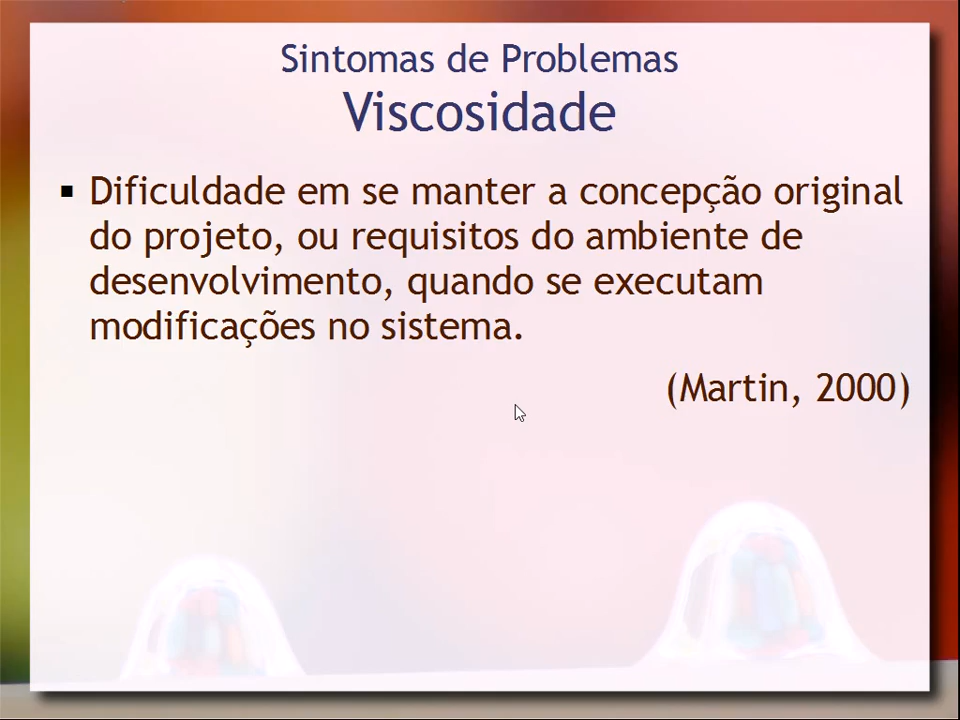 Sintomas de Problemas
Viscosidade
▪ Dificuldade em se manter a concepção original
do projeto, ou requisitos do ambiente de
desenvolvimento, quando se executam
modificações no sistema.
(Martin, 2000)